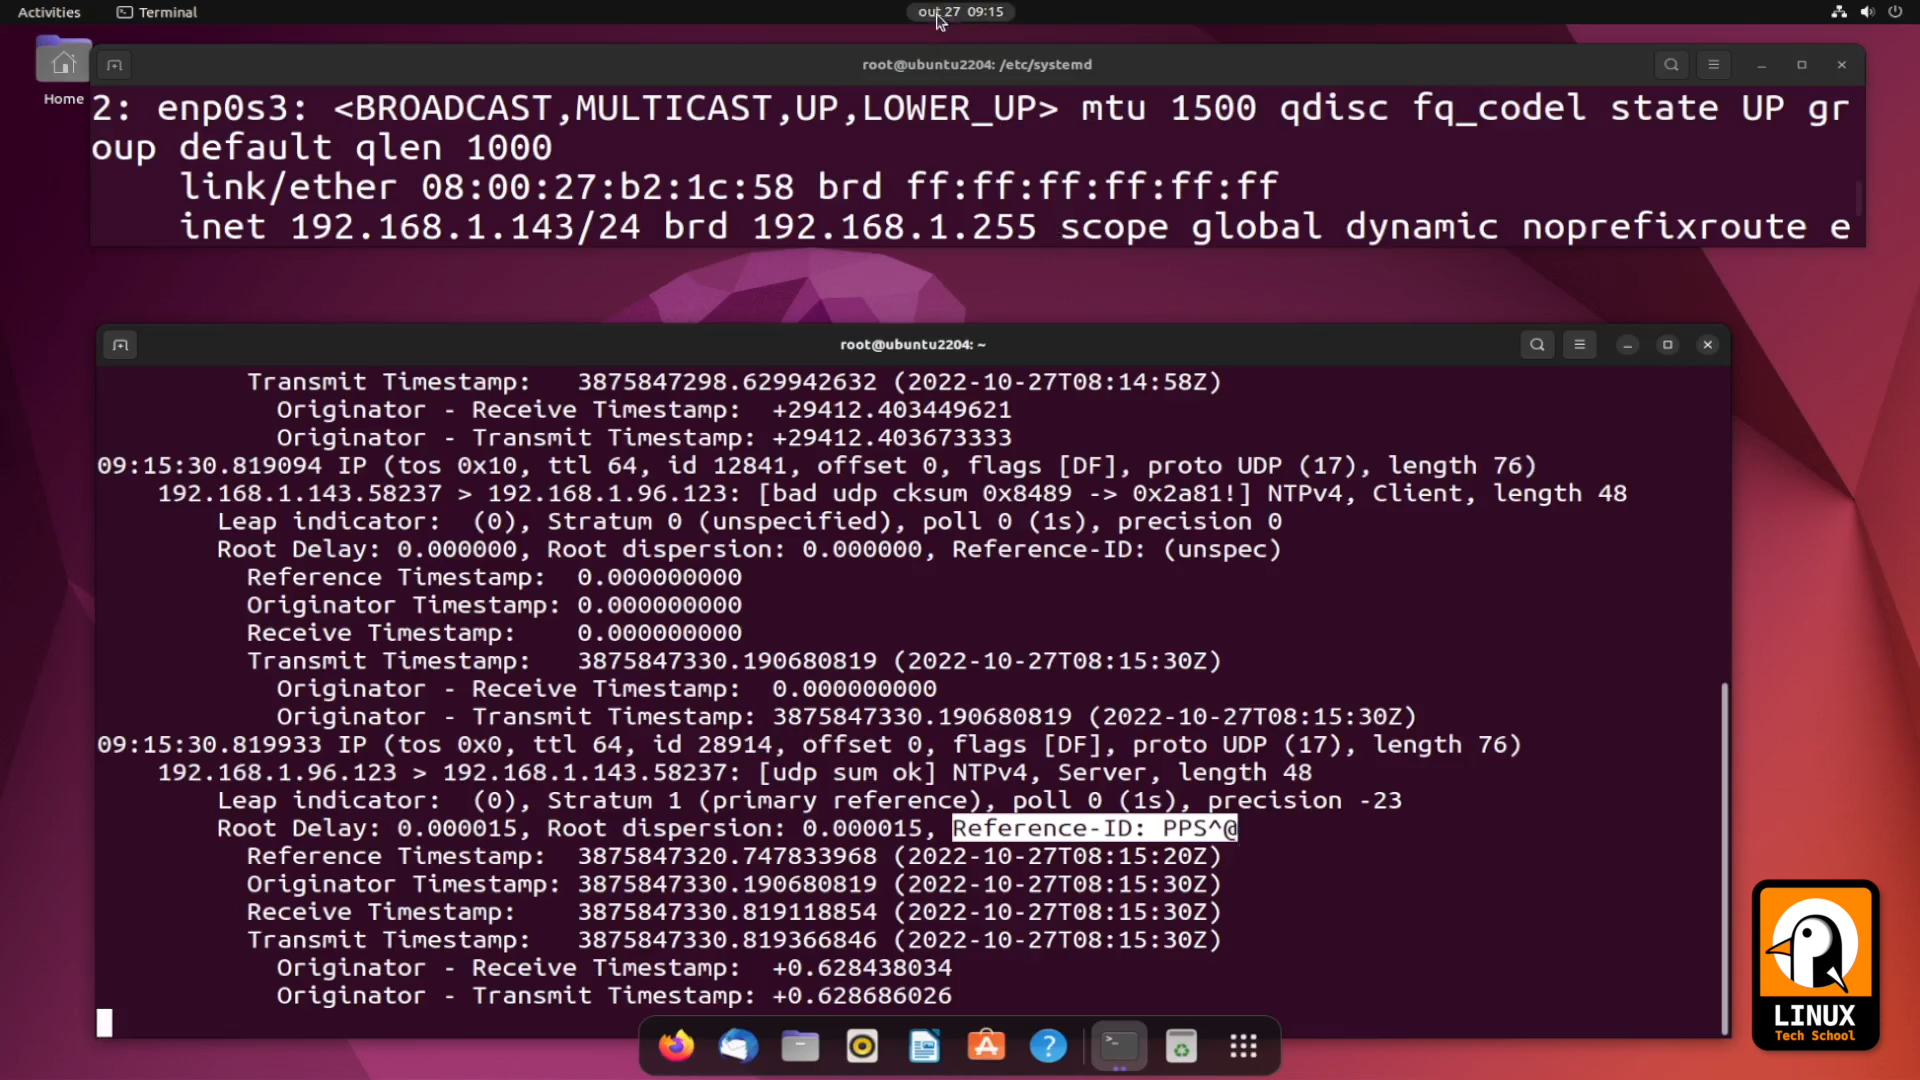 Activities
Terminal
out 27 09:15
Home
root@ubuntu2204: /etc/systemd
2: enp0s3: <BROADCAST,MULTICAST,UP,LOWER_UP> mtu 1500 qdisc fq_codel state UP gr
oup default qlen 1000
link/ether 08:00:27:b2:1c:58 brd ff:ff:ff:ff:ff:ff
inet 192.168.1.143/24 brd 192.168.1.255 scope global dynamic noprefixroute e
root@ubuntu2204: ~
Transmit Timestamp: 3875847298.629942632 (2022-10-27T08:14:58Z)
Originator - Receive Timestamp: +29412.403449621
Originator - Transmit Timestamp: +29412.403673333
09:15:30.819094 IP (tos 0x10, ttl 64, id 12841, offset 0, flags [DF], proto UDP (17), length 76)
192.168.1.143.58237 > 192.168.1.96.123: [bad udp cksum 0x8489 -> 0x2a81!] NTPv4, Client, length 48
Leap indicator: (0), Stratum 0 (unspecified), poll 0 (1s), precision 0
Root Delay: 0.000000, Root dispersion: 0.000000, Reference-ID: (unspec)
Reference Timestamp: 0.000000000
Originator Timestamp: 0.000000000
Receive Timestamp: 0.000000000
Transmit Timestamp: 3875847330.190680819 (2022-10-27T08:15:30Z)
Originator - Receive Timestamp: 0.000000000
Originator - Transmit Timestamp: 3875847330.190680819 (2022-10-27T08:15:30Z)
09:15:30.819933 IP (tos 0x0, ttl 64, id 28914, offset 0, flags [DF], proto UDP (17), length 76)
192.168.1.96.123 > 192.168.1.143.58237: [udp sum ok] NTPv4, Server, length 48
Leap indicator: (0), Stratum 1 (primary reference), poll 0 (1s), precision -23
Root Delay: 0.000015, Root dispersion: 0.000015, Reference-ID: PPS^@
Reference Timestamp: 3875847320.747833968 (2022-10-27T08:15:20Z)
Originator Timestamp: 3875847330.190680819 (2022-10-27T08:15:30Z)
Receive Timestamp: 3875847330.819118854 (2022-10-27T08:15:30Z)
Transmit Timestamp: 3875847330.819366846 (2022-10-27T08:15:30Z)
Originator - Receive Timestamp: +0.628438034
Originator - Transmit Timestamp: +0.628686026
LINUX
Tech School